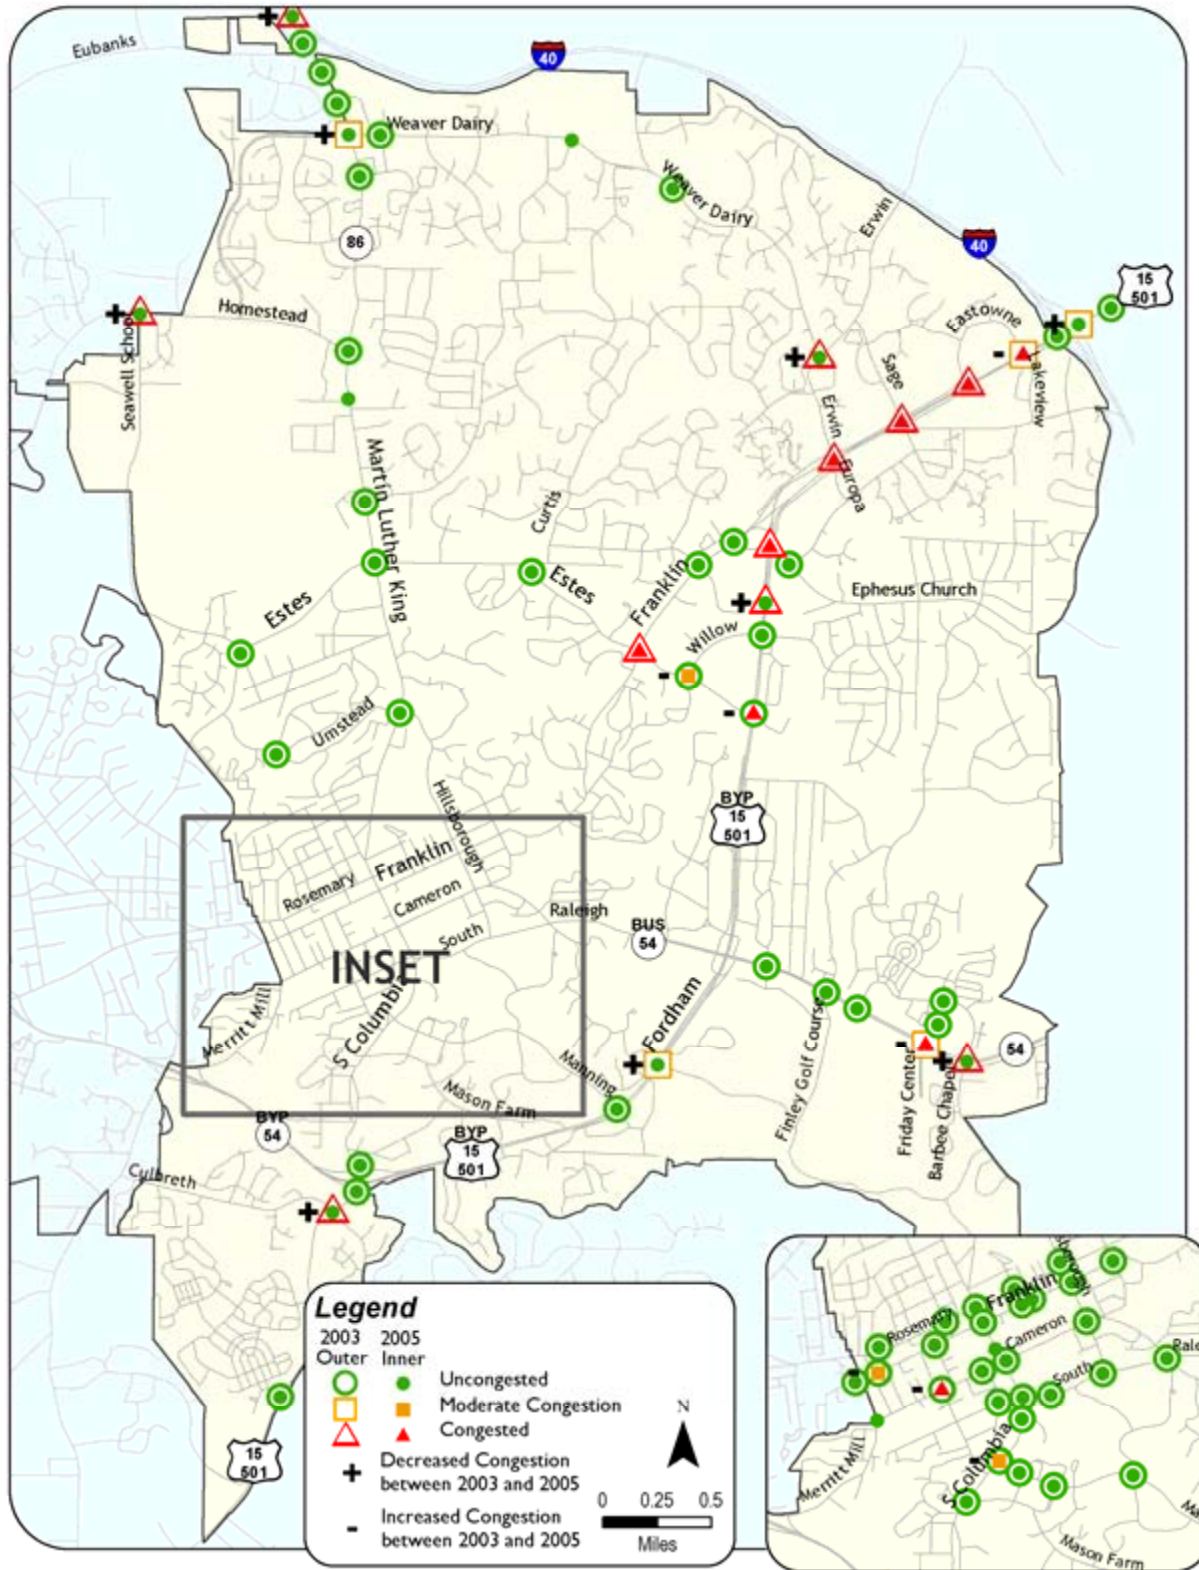 Eubanks
40
Weaver Dairy
Weaver Dairy
Erwin
86
40
15
501
Homestead
Seawell School
Eastowne
Sage
Lakeview
Erwin
Europa
Martin Luther King
Curtis
Estes
Franklin
Ephesus Church
Estes
Willow
Umstead
Hillsborough
BYP
15
501
Franklin
Rosemary
Cameron
Raleigh
South
BUS
54
INSET
S Columbia
Merritt Mill
Fordham
Finley Golf Course
Manning
Mason Farm
Friday Center
Barbee Chapel
54
BYP
54
BYP
15
501
Culbreth
15
501
Legend
2003 2005
Outer Inner
Uncongested
Moderate Congestion
Congested
+ Decreased Congestion
between 2003 and 2005
- Increased Congestion
between 2003 and 2005
N
0 0.25 0.5
Miles
sborough
Franklin
Rosemary
Cameron
Rale
South
S Columbia
Merritt Mill
Mason Farm
Ma